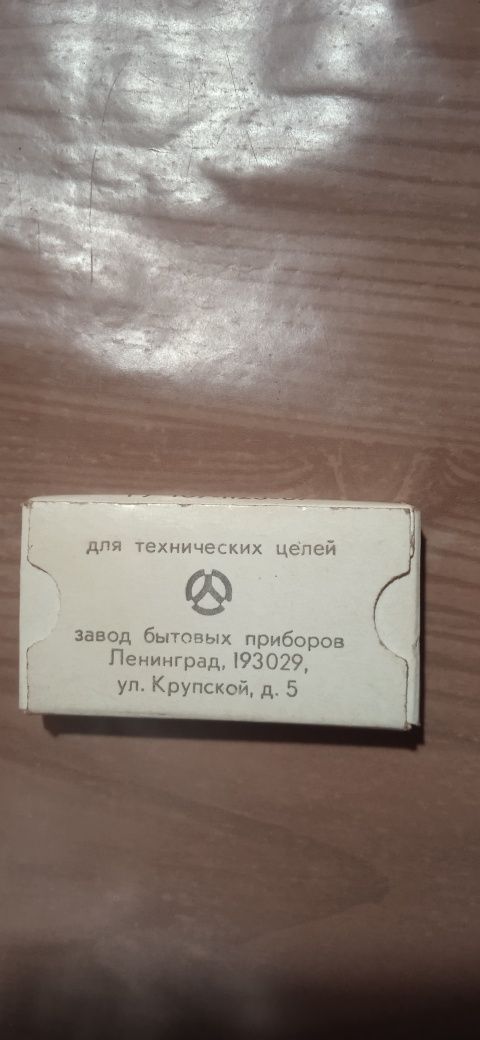 для технических целей
завод бытовых приборов
Ленинград, 193029,
ул. Крупской, д. 5